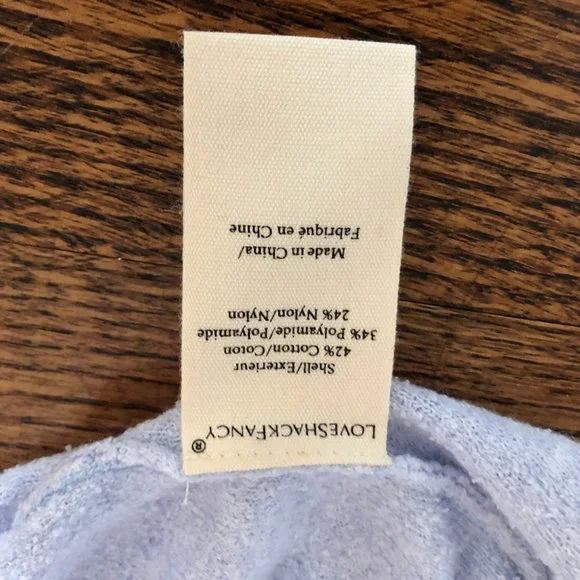 LOVESHACKFANCY®
Shell/Exterieur
42% Cotton/Coton
34% Polyamide/Polyamide
24% Nylon/Nylon
Made in China/
Fabriqué en Chine